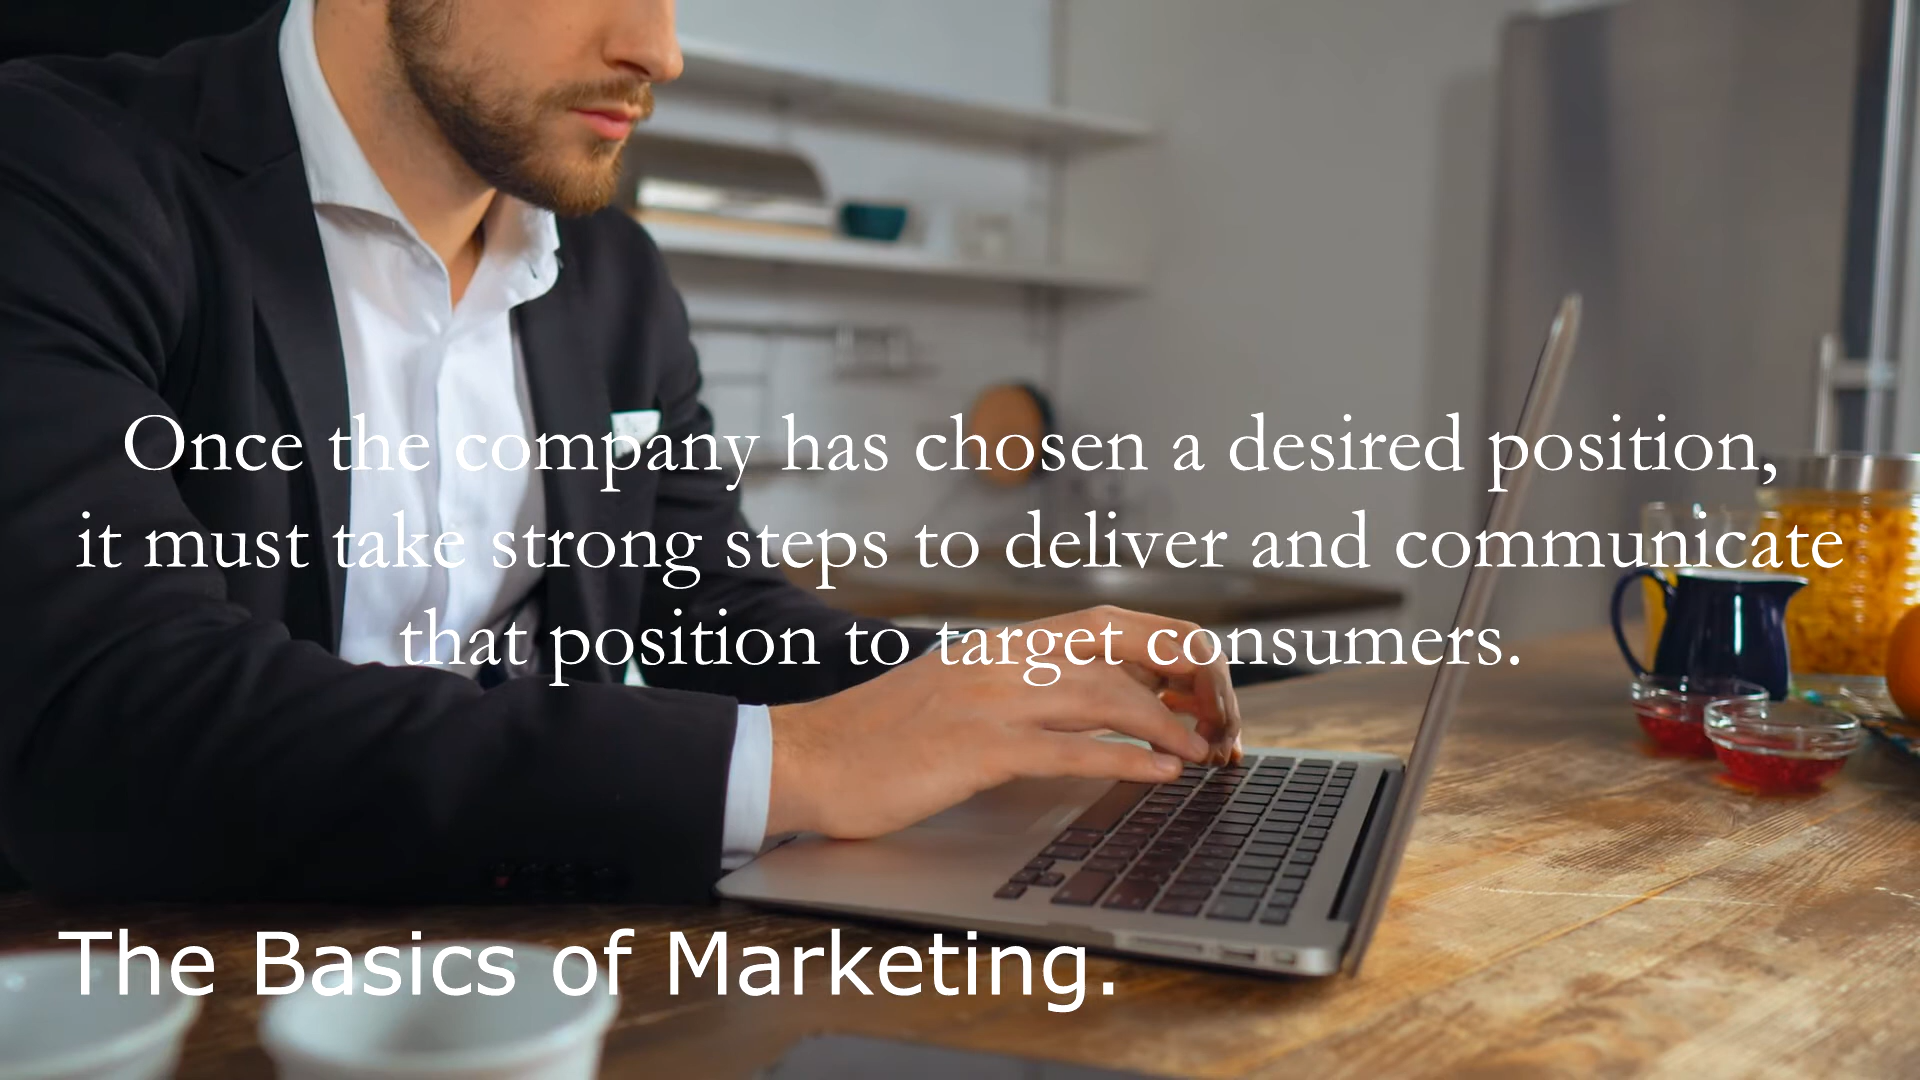 Once the company has chosen a desired position,
it must take strong steps to deliver and communicate
that position to target consumers.
The Basics of Marketing.